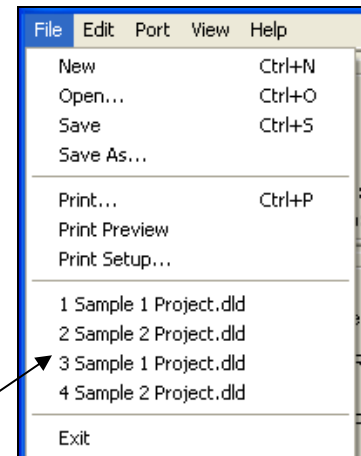 File Edit Port View Help
New Ctrl+N
Open... Ctrl+O
Save Ctrl+S
Save As...
Print... Ctrl+P
Print Preview
Print Setup...
1 Sample 1 Project.dld
2 Sample 2 Project.dld
3 Sample 1 Project.dld
4 Sample 2 Project.dld
Exit